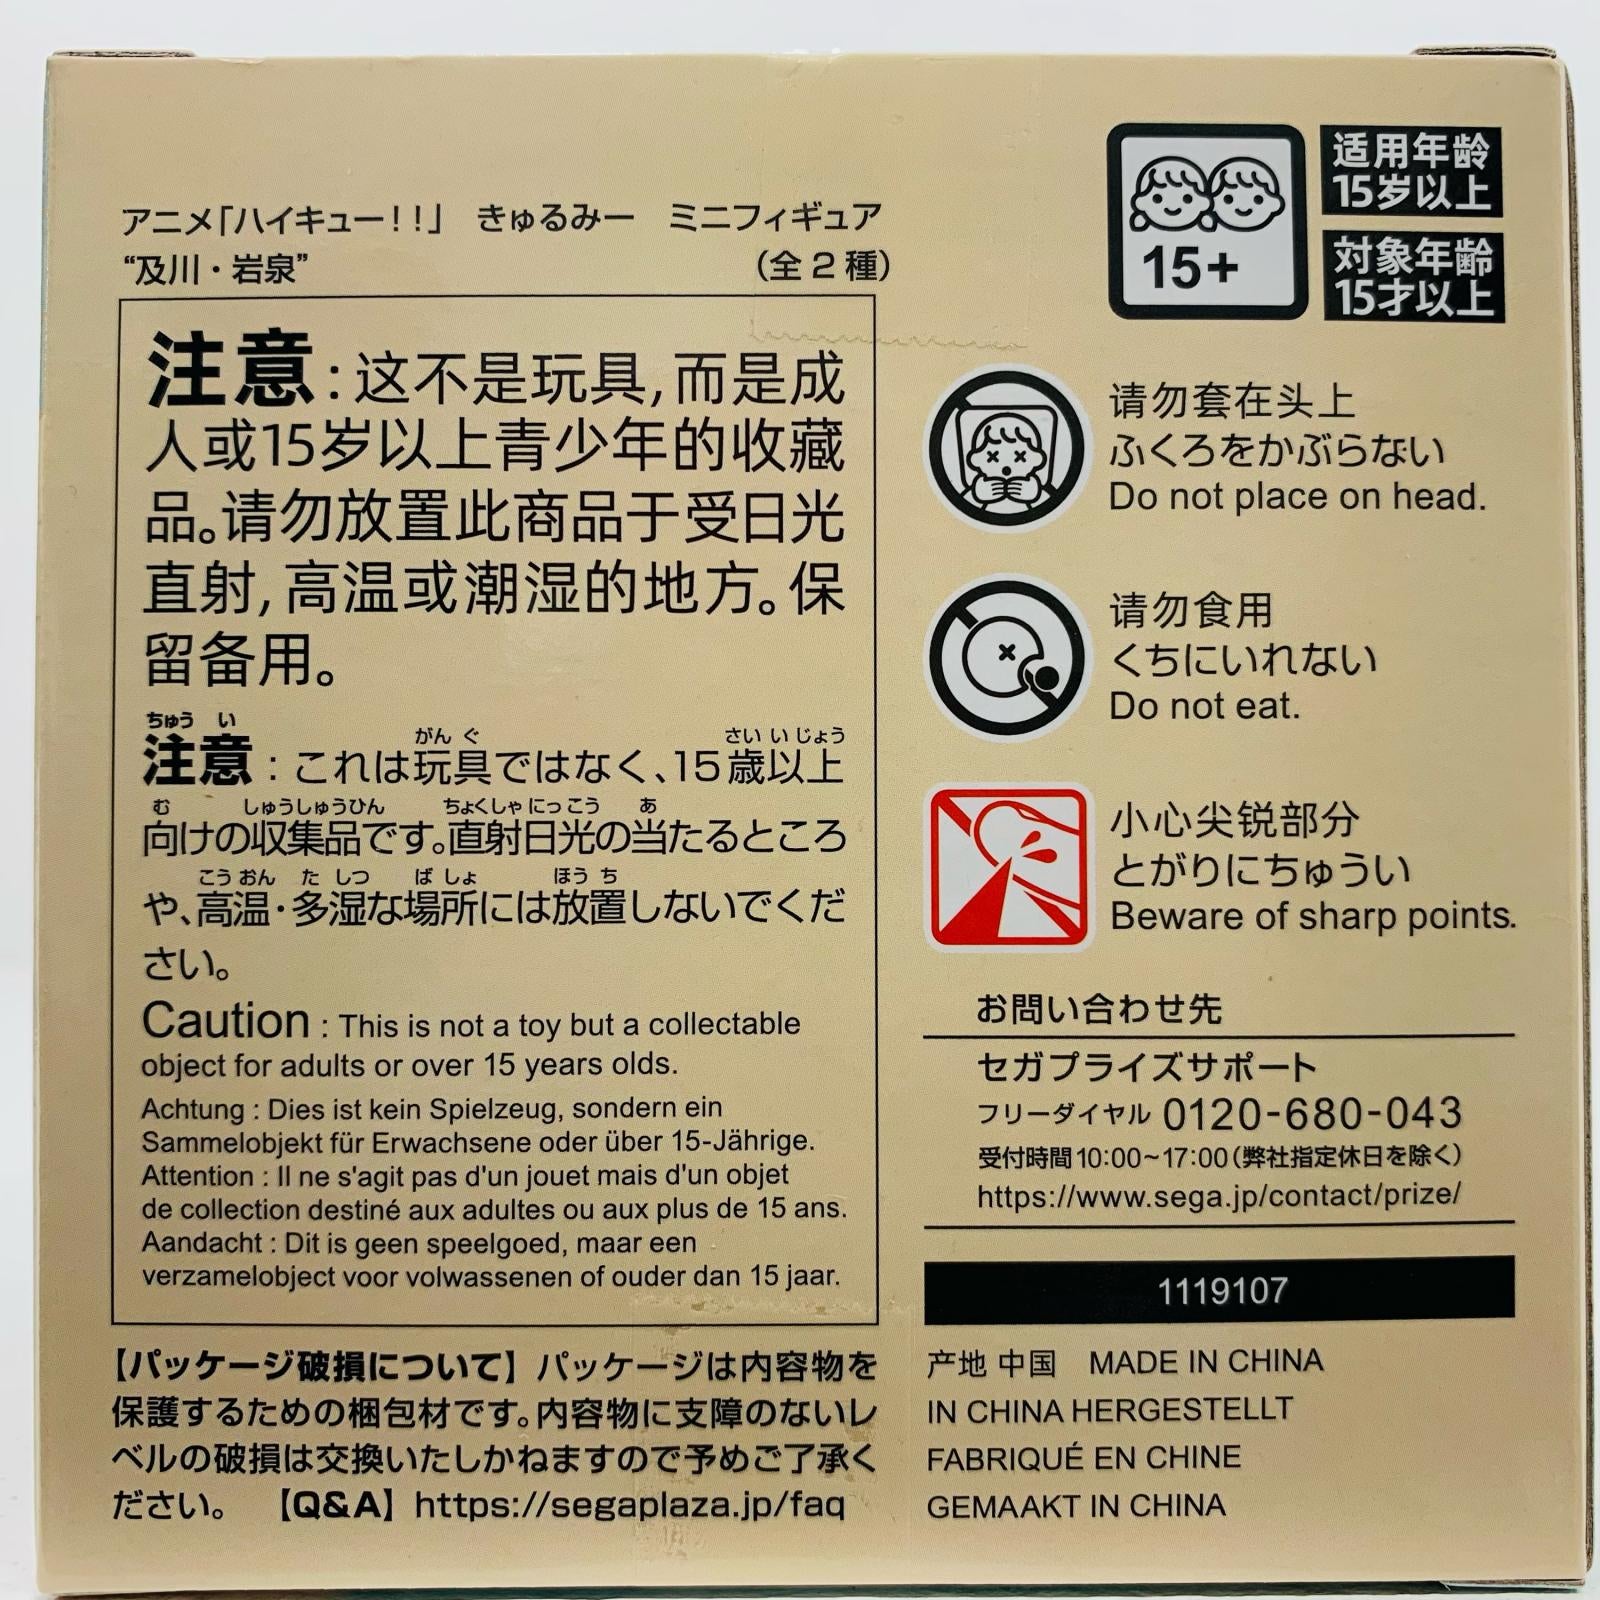 アニメ「ハイキュー！！」 きゅるみー ミニフィギュア
“及川・岩泉” （全２種）
注意：这不是玩具，而是成
人或15岁以上青少年的收藏
品。请勿放置此商品于受日光
直射，高温或潮湿的地方。保
留备用。
ちゅう い がん ぐ さい い じょう
注意：これは玩具ではなく、15歳以上
む しゅうしゅうひん ちょくしゃ にっ こう あ
向けの収集品です。直射日光の当たるところ
こう おん た しつ ば しょ ほう ち
や、高温・多湿な場所には放置しないでくだ
さい。
Caution : This is not a toy but a collectable
object for adults or over 15 years olds.
Achtung : Dies ist kein Spielzeug, sondern ein
Sammelobjekt für Erwachsene oder über 15-Jährige.
Attention : Il ne s'agit pas d'un jouet mais d'un objet
de collection destiné aux adultes ou aux plus de 15 ans.
Aandacht : Dit is geen speelgoed, maar een
verzamelobject voor volwassenen of ouder dan 15 jaar.
【パッケージ破損について】パッケージは内容物を
保護するための梱包材です。内容物に支障のないレ
ベルの破損は交換いたしかねますので予めご了承く
ださい。 【Q&A】https://segaplaza.jp/faq
15+
适用年龄
15岁以上
対象年齢
15才以上
请勿套在头上
ふくろをかぶらない
Do not place on head.
请勿食用
くちにいれない
Do not eat.
小心尖锐部分
とがりにちゅうい
Beware of sharp points.
お問い合わせ先
セガプライズサポート
フリーダイヤル 0120-680-043
受付時間10:00~17:00（弊社指定休日を除く）
https://www.sega.jp/contact/prize/
1119107
产地 中国 MADE IN CHINA
IN CHINA HERGESTELLT
FABRIQUÉ EN CHINE
GEMAAKT IN CHINA